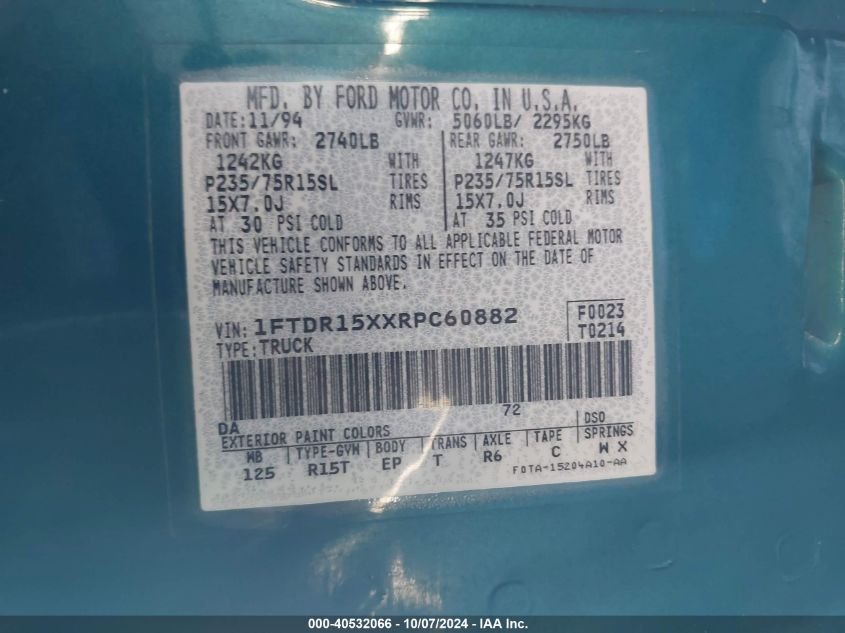 MFD. BY FORD MOTOR CO. IN U.S.A.
DATE: 11/94 GVWR: 5060LB/ 2295KG
FRONT GAWR: 2740LB REAR GAWR: 2750LB
1242KG WITH 1247KG WITH
P235/75R15SL TIRES P235/75R15SL TIRES
15X7.0J RIMS 15X7.0J RIMS
AT 30 PSI COLD AT 35 PSI COLD
THIS VEHICLE CONFORMS TO ALL APPLICABLE FEDERAL MOTOR
VEHICLE SAFETY STANDARDS IN EFFECT ON THE DATE OF
MANUFACTURE SHOWN ABOVE.
VIN: 1FTDR15XXRPC60882 F0023
TYPE: TRUCK T0214
72
DA
EXTERIOR PAINT COLORS DSO
WB TYPE-GVW BODY TRANS AXLE TAPE SPRINGS
125 R15T EP T R6 C W X
F0TA-15204A10-AA
000-40532066 - 10/07/2024 - IAA Inc.